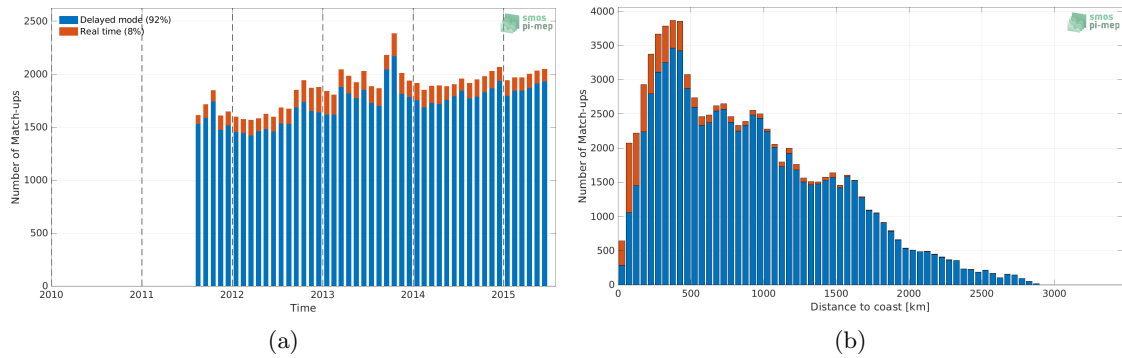 Delayed mode (92%)
Real time (8%)
smos
pi-mep
Number of Match-ups
2500
2000
1500
1000
500
0
2010
2011
2012
2013
2014
2015
Time
(a)
smos
pi-mep
Number of Match-ups
4000
3500
3000
2500
2000
1500
1000
500
0
0
500
1000
1500
2000
2500
3000
Distance to coast [km]
(b)